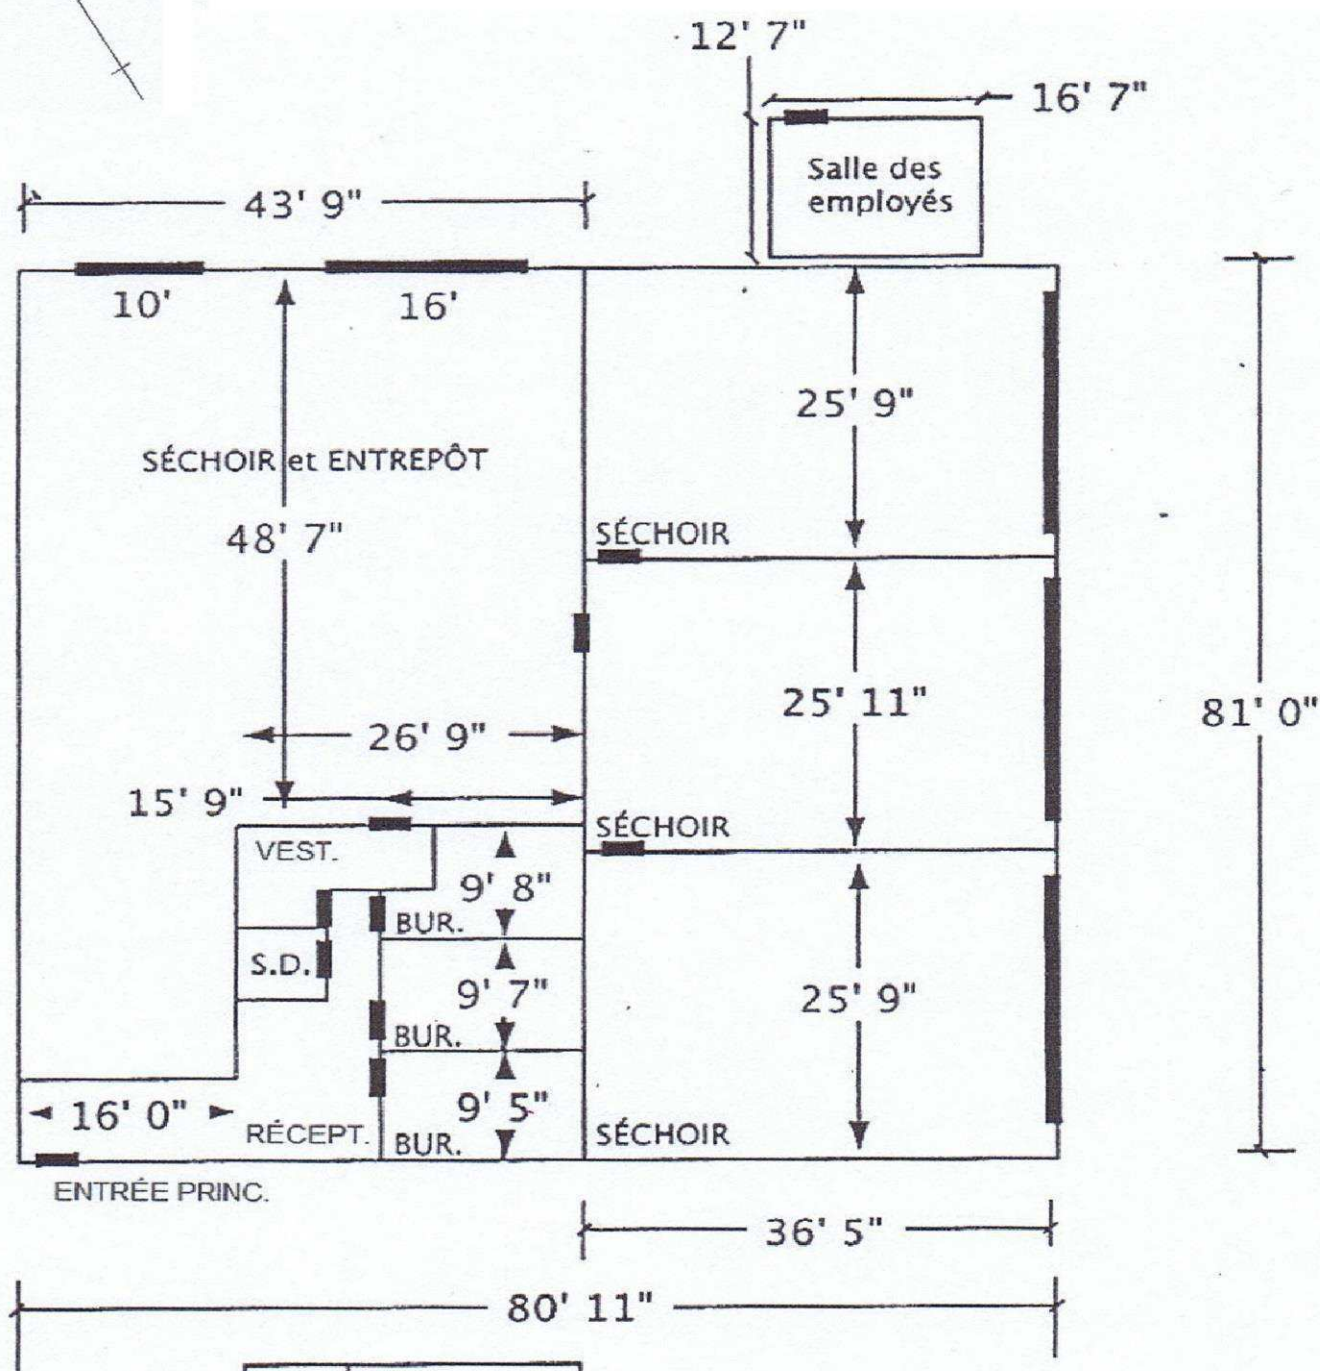 12' 7"
16' 7"
Salle des
employés
43' 9"
10'
16'
25' 9"
SÉCHOIR et ENTREPÔT
48' 7"
SÉCHOIR
25' 11"
81' 0"
26' 9"
15' 9"
SÉCHOIR
VEST.
9' 8"
BUR.
S.D.
9' 7"
25' 9"
BUR.
16' 0"
9' 5"
RÉCEPT.
BUR.
SÉCHOIR
ENTRÉE PRINC.
36' 5"
80' 11"